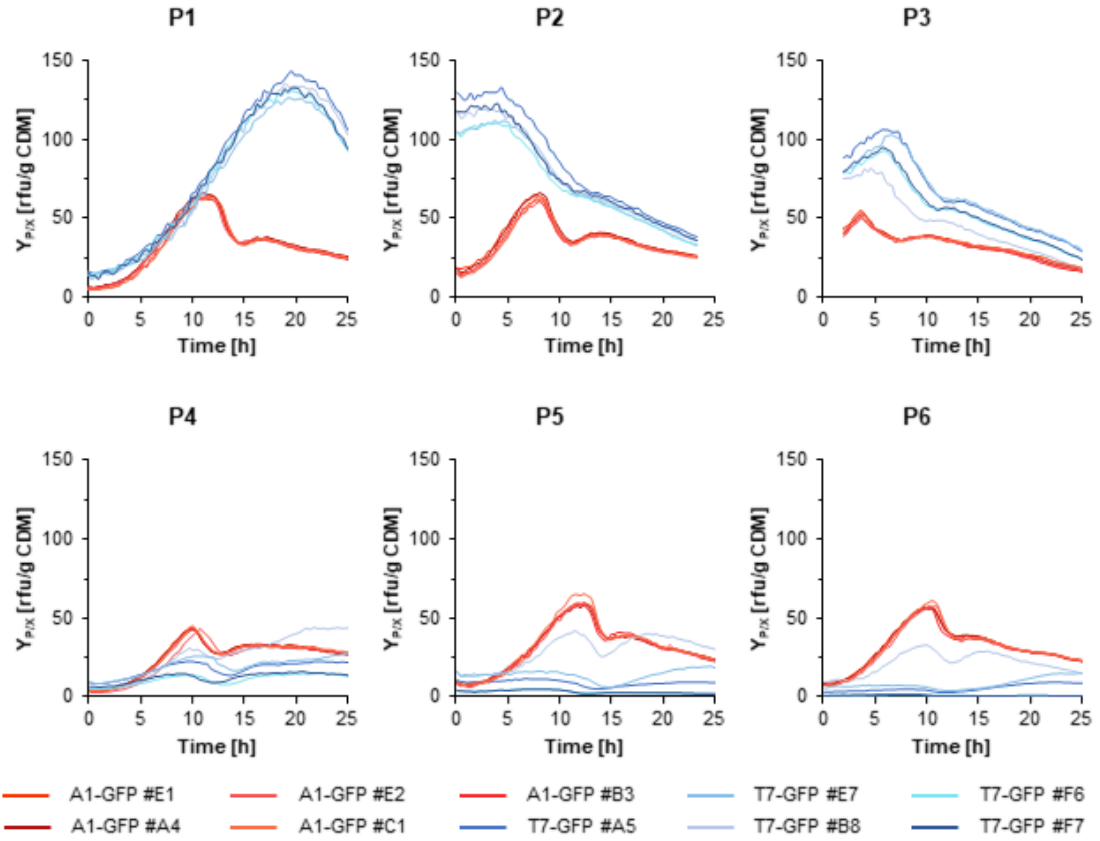 P1 P2 P3
150 150 150
100 100 100
50 50 50
0 0 0
Y_P/X [rfu/g CDM] Y_P/X [rfu/g CDM] Y_P/X [rfu/g CDM]
0 5 10 15 20 25 0 5 10 15 20 25 0 5 10 15 20 25
Time [h] Time [h] Time [h]
P4 P5 P6
150 150 150
100 100 100
50 50 50
0 0 0
Y_P/X [rfu/g CDM] Y_P/X [rfu/g CDM] Y_P/X [rfu/g CDM]
0 5 10 15 20 25 0 5 10 15 20 25 0 5 10 15 20 25
Time [h] Time [h] Time [h]
A1-GFP #E1 A1-GFP #E2 A1-GFP #B3 T7-GFP #E7 T7-GFP #F6
A1-GFP #A4 A1-GFP #C1 T7-GFP #A5 T7-GFP #B8 T7-GFP #F7